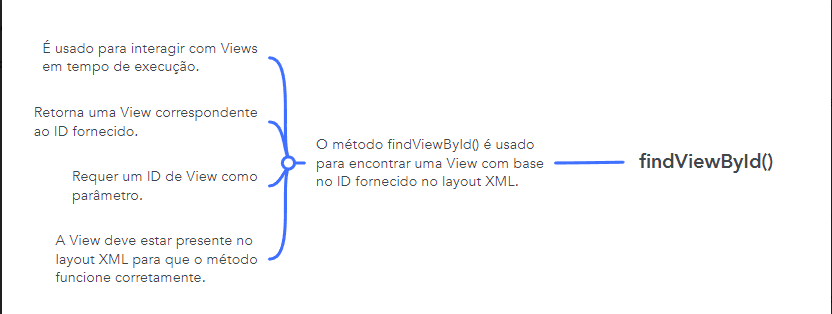 É usado para interagir com Views
em tempo de execução.
Retorna uma View correspondente
ao ID fornecido.
Requer um ID de View como
parâmetro.
A View deve estar presente no
layout XML para que o método
funcione corretamente.
O método findViewById() é usado
para encontrar uma View com base
no ID fornecido no layout XML.
findViewById()